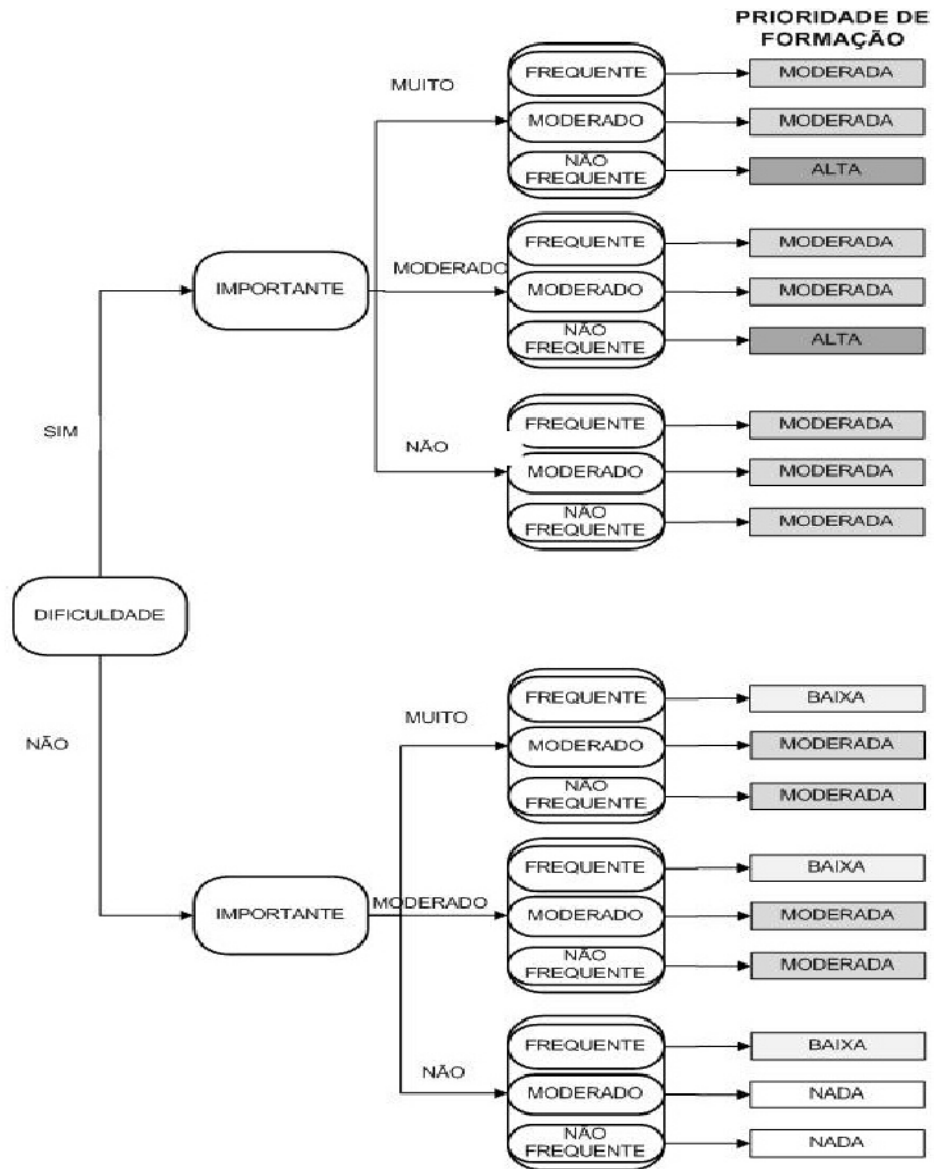 PRIORIDADE DE
FORMAÇÃO
MUITO
FREQUENTE
MODERADA
MODERADO
MODERADA
NÃO
FREQUENTE
ALTA
IMPORTANTE
MODERADO
FREQUENTE
MODERADA
MODERADO
MODERADA
NÃO
FREQUENTE
ALTA
SIM
NÃO
FREQUENTE
MODERADA
MODERADO
MODERADA
NÃO
FREQUENTE
MODERADA
DIFICULDADE
NÃO
MUITO
FREQUENTE
BAIXA
MODERADO
MODERADA
NÃO
FREQUENTE
MODERADA
IMPORTANTE
MODERADO
FREQUENTE
BAIXA
MODERADO
MODERADA
NÃO
FREQUENTE
MODERADA
NÃO
FREQUENTE
BAIXA
MODERADO
NADA
NÃO
FREQUENTE
NADA